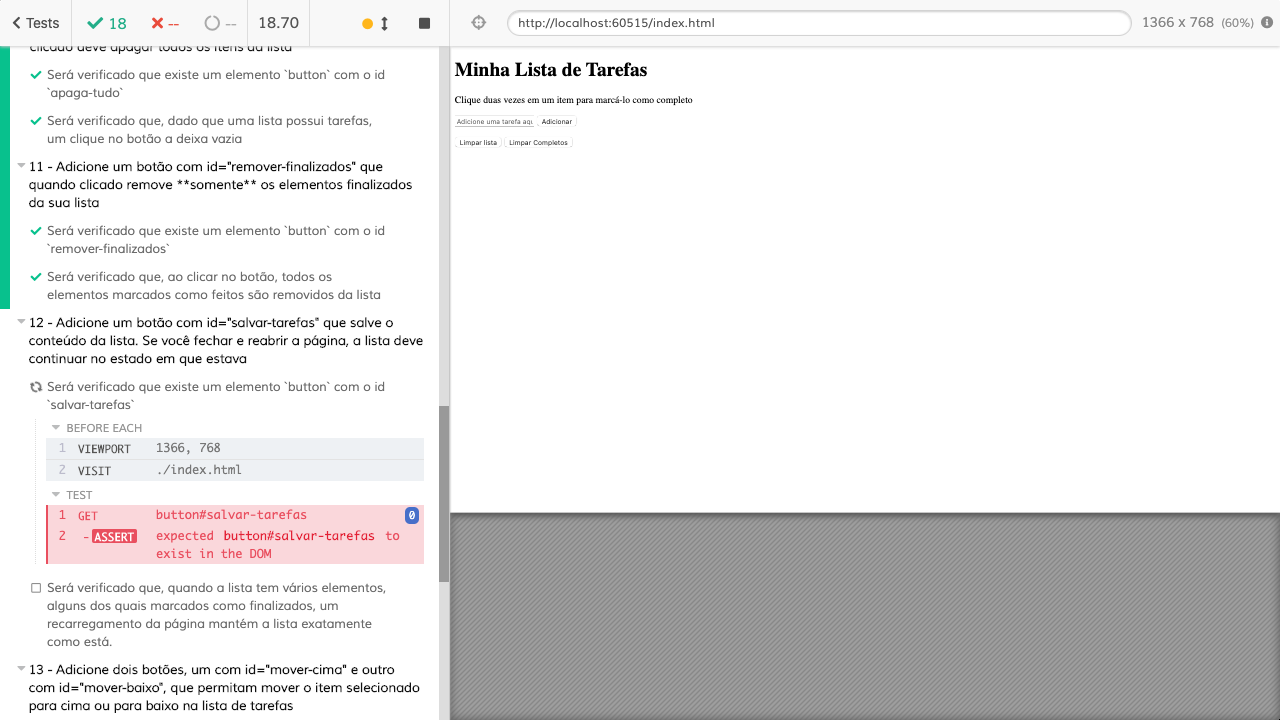 Tests
18
--
--
18.70
http://localhost:60515/index.html
1366 x 768 (60%)
clicado deve apagar todos os itens da lista
Será verificado que existe um elemento `button` com o id
`apaga-tudo`
Será verificado que, dado que uma lista possui tarefas,
um clique no botão a deixa vazia
11 - Adicione um botão com id="remover-finalizados" que
quando clicado remove **somente** os elementos finalizados
da sua lista
Será verificado que existe um elemento `button` com o id
`remover-finalizados`
Será verificado que, ao clicar no botão, todos os
elementos marcados como feitos são removidos da lista
12 - Adicione um botão com id="salvar-tarefas" que salve o
conteúdo da lista. Se você fechar e reabrir a página, a lista deve
continuar no estado em que estava
Será verificado que existe um elemento `button` com o id
`salvar-tarefas`
BEFORE EACH
1 VIEWPORT 1366, 768
2 VISIT ./index.html
TEST
1 GET button#salvar-tarefas 0
2 -ASSERT expected button#salvar-tarefas to
exist in the DOM
Será verificado que, quando a lista tem vários elementos,
alguns dos quais marcados como finalizados, um
recarregamento da página mantém a lista exatamente
como está.
13 - Adicione dois botões, um com id="mover-cima" e outro
com id="mover-baixo", que permitam mover o item selecionado
para cima ou para baixo na lista de tarefas
Minha Lista de Tarefas
Clique duas vezes em um item para marcá-lo como completo
Adicione uma tarefa aqu Adicionar
Limpar lista Limpar Completos